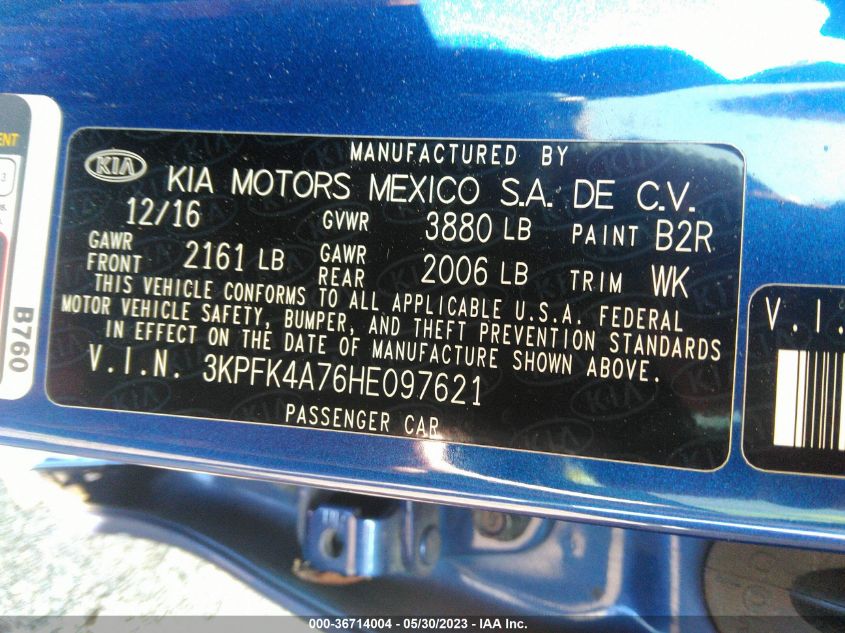 MANUFACTURED BY
KIA KIA MOTORS MEXICO S.A. DE C.V.
12/16 GVWR 3880 LB PAINT B2R
GAWR FRONT 2161 LB GAWR REAR 2006 LB TRIM WK
THIS VEHICLE CONFORMS TO ALL APPLICABLE U.S.A. FEDERAL
MOTOR VEHICLE SAFETY, BUMPER, AND THEFT PREVENTION STANDARDS
IN EFFECT ON THE DATE OF MANUFACTURE SHOWN ABOVE.
V.I.N. 3KPFK4A76HE097621
PASSENGER CAR
B760
V.I.
000-36714004 - 05/30/2023 - IAA Inc.